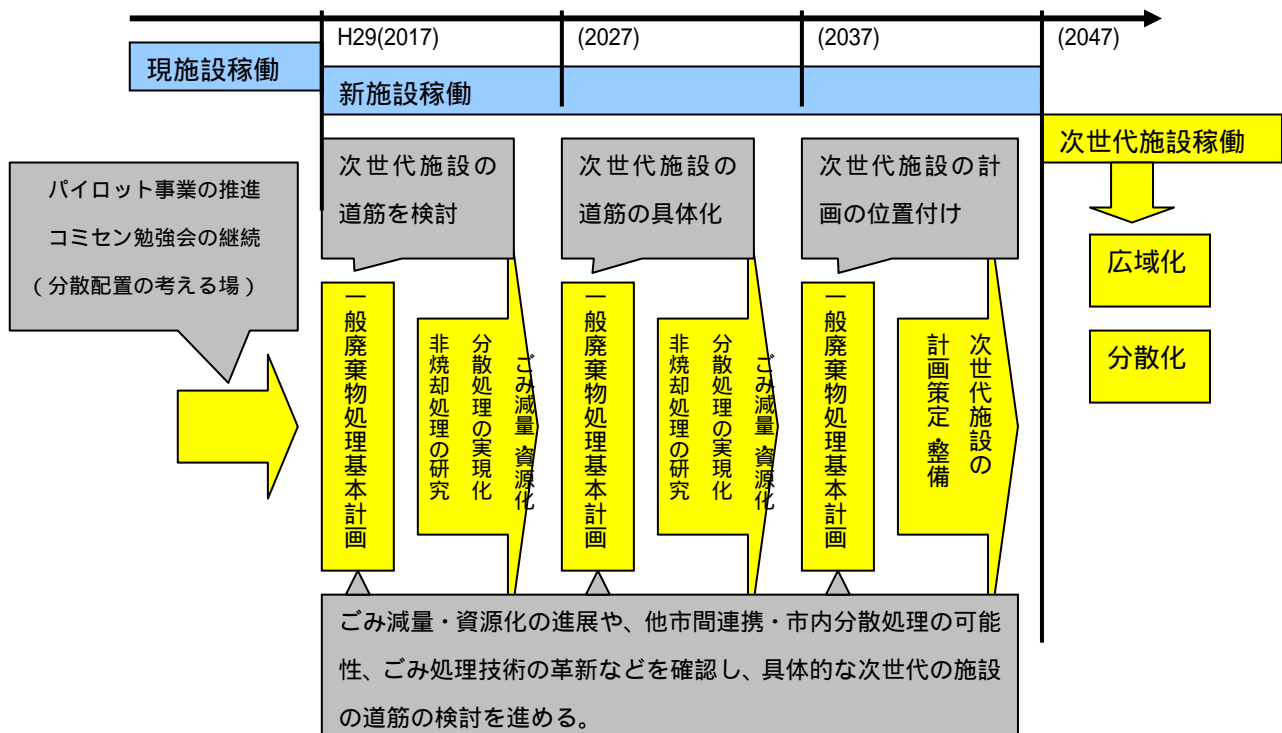 H29(2017)
(2027)
(2037)
(2047)
現施設稼働
新施設稼働
次世代施設稼働
パイロット事業の推進
コミセン勉強会の継続
(分散配置の考える場)
次世代施設の
道筋を検討
次世代施設の
道筋の具体化
次世代施設の計
画の位置付け
広域化
分散化
一般廃棄物処理基本計画
ごみ減量・資源化
分散処理の実現化
非焼却処理の研究
一般廃棄物処理基本計画
ごみ減量・資源化
分散処理の実現化
非焼却処理の研究
一般廃棄物処理基本計画
次世代施設の
計画策定・整備
ごみ減量・資源化の進展や、他市間連携・市内分散処理の可能
性、ごみ処理技術の革新などを確認し、具体的な次世代の施設
の道筋の検討を進める。